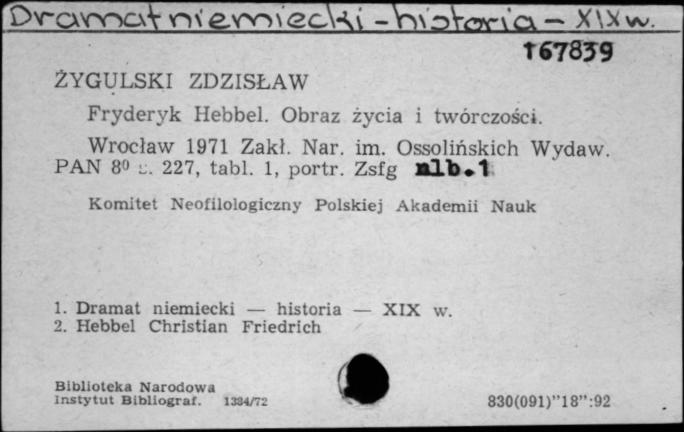 Dramat niemiecki - historia - XIX w.
167839
ŻYGULSKI ZDZISŁAW
Fryderyk Hebbel. Obraz życia i twórczości.
Wrocław 1971 Zakł. Nar. im. Ossolińskich Wydaw.
PAN 8⁰ s. 227, tabl. 1, portr. Zsfg nlb.1
Komitet Neofilologiczny Polskiej Akademii Nauk
1. Dramat niemiecki — historia — XIX w.
2. Hebbel Christian Friedrich
Biblioteka Narodowa
Instytut Bibliograf. 1334/72
830(091)"18":92